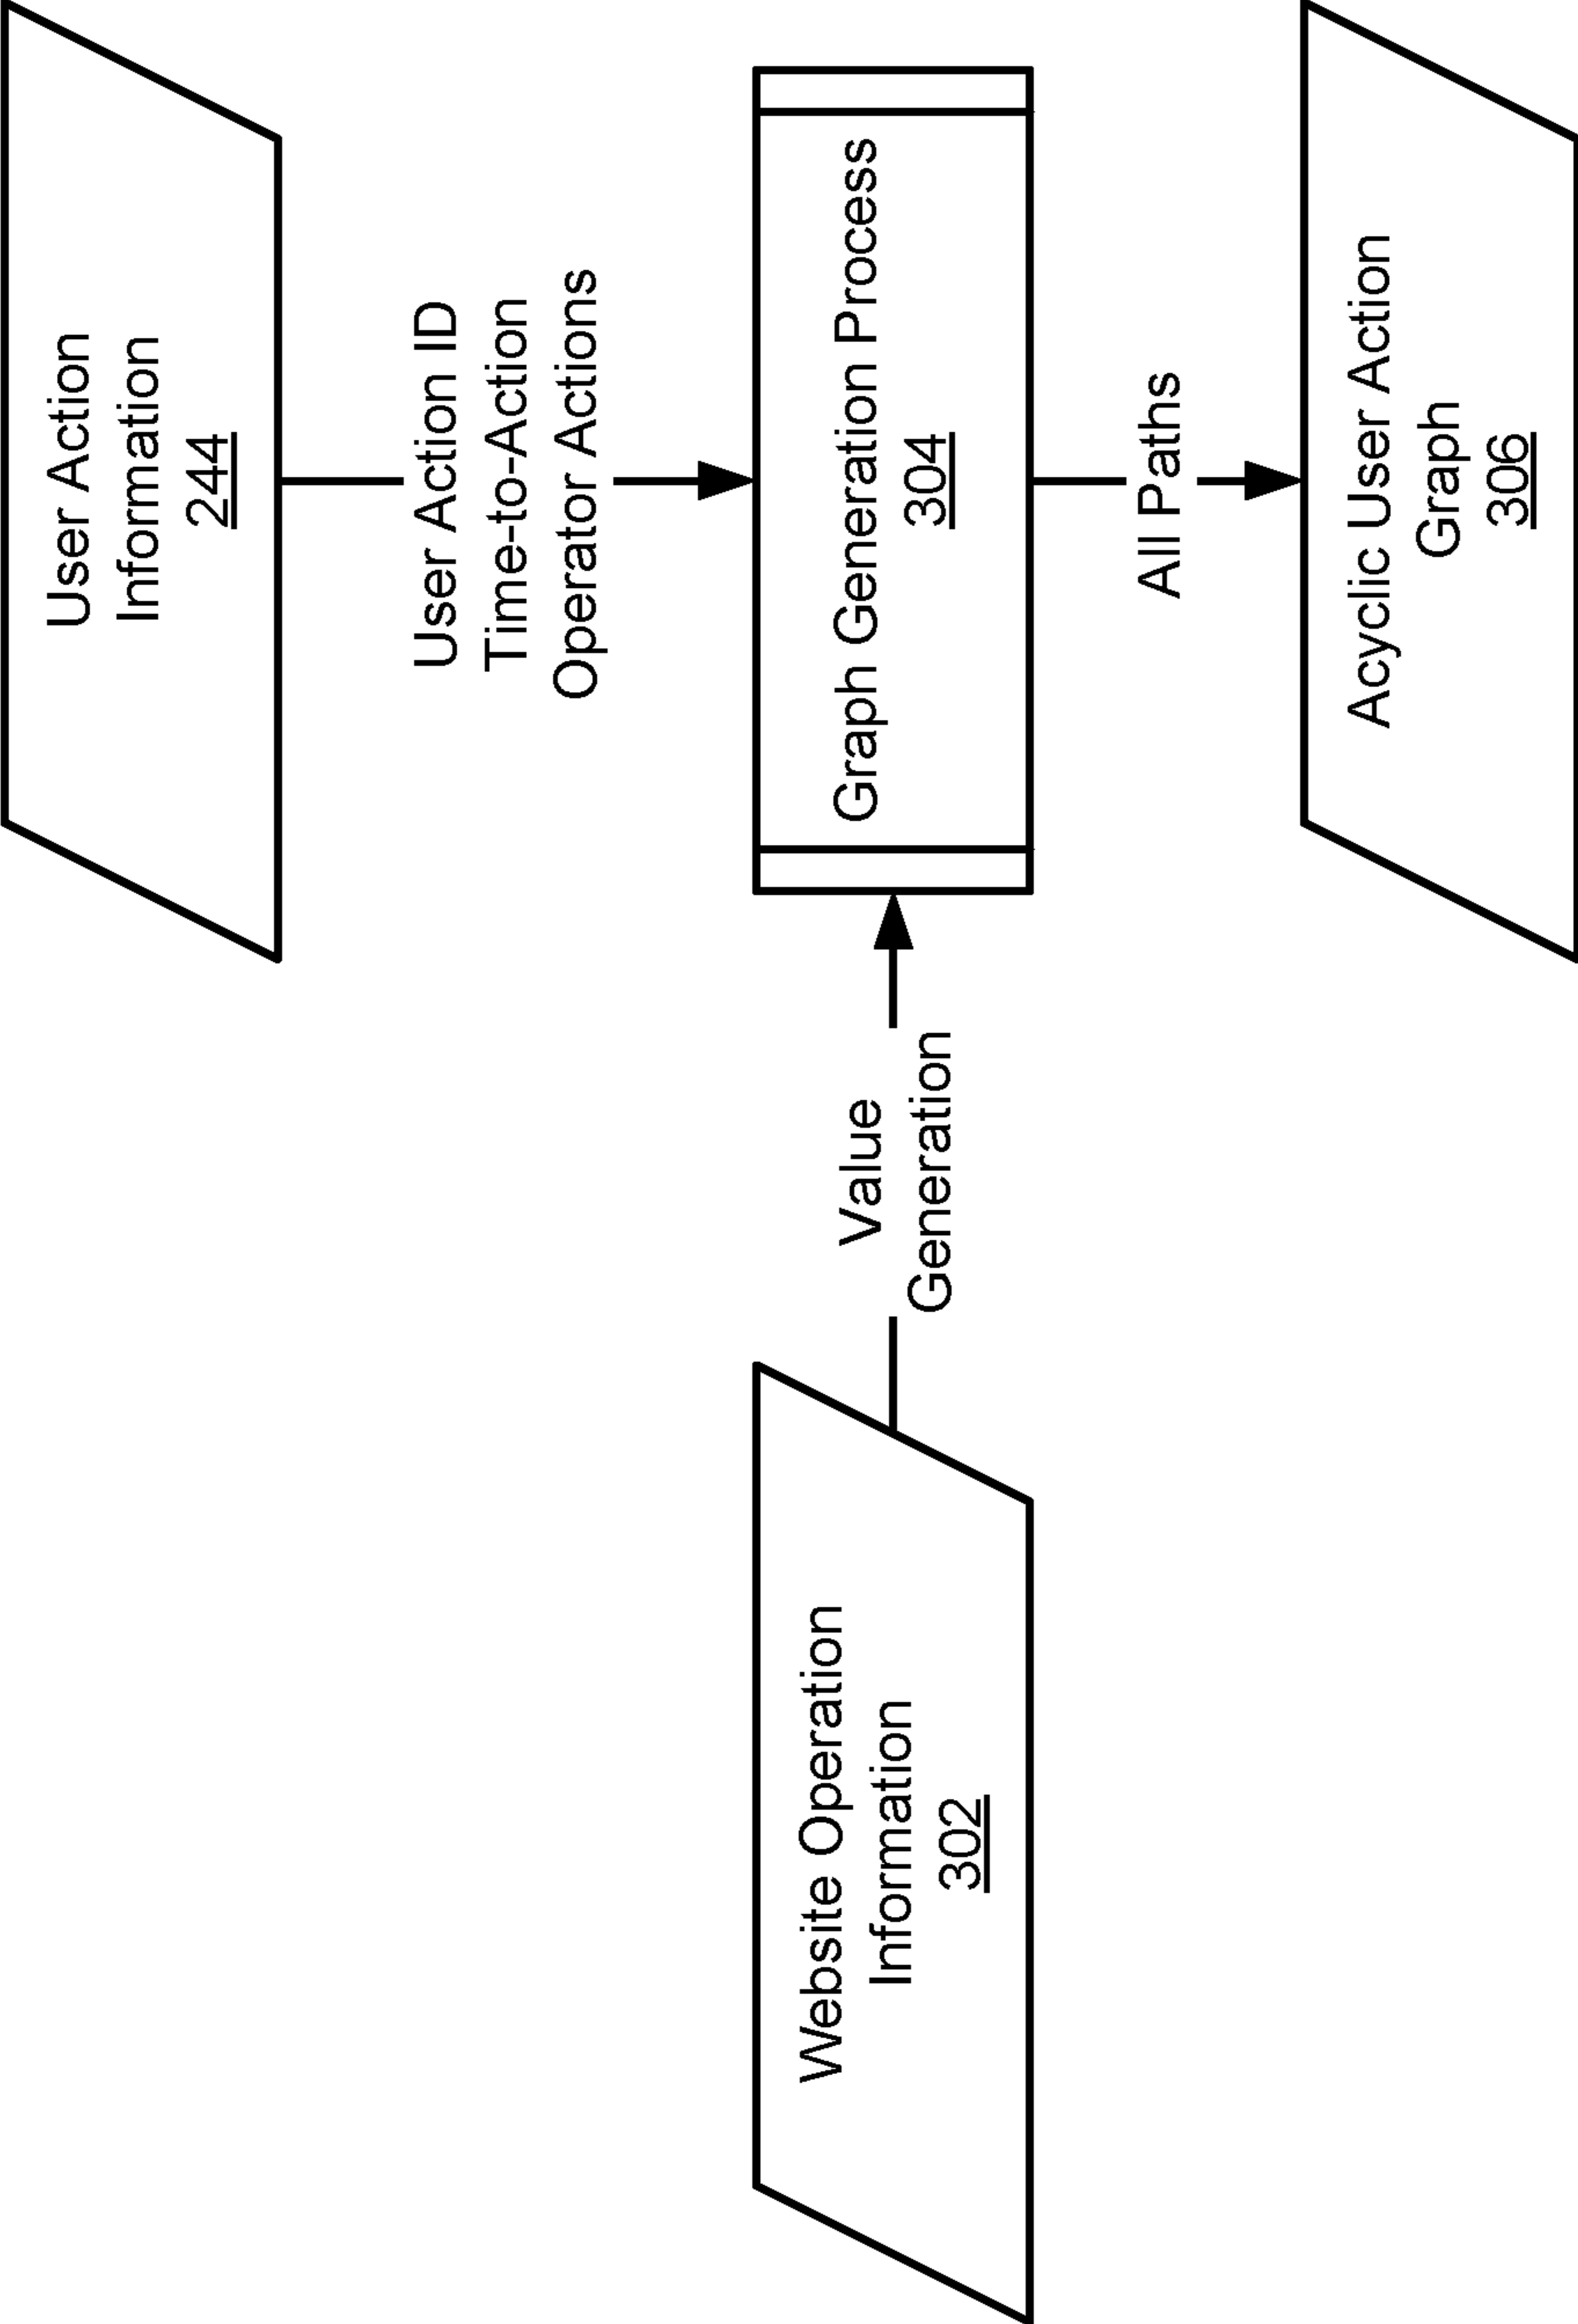 User Action
Information
244
User Action ID
Time-to-Action
Operator Actions
Website Operation
Information
302
Value
Generation
Graph Generation Process
304
All Paths
Acyclic User Action
Graph
306